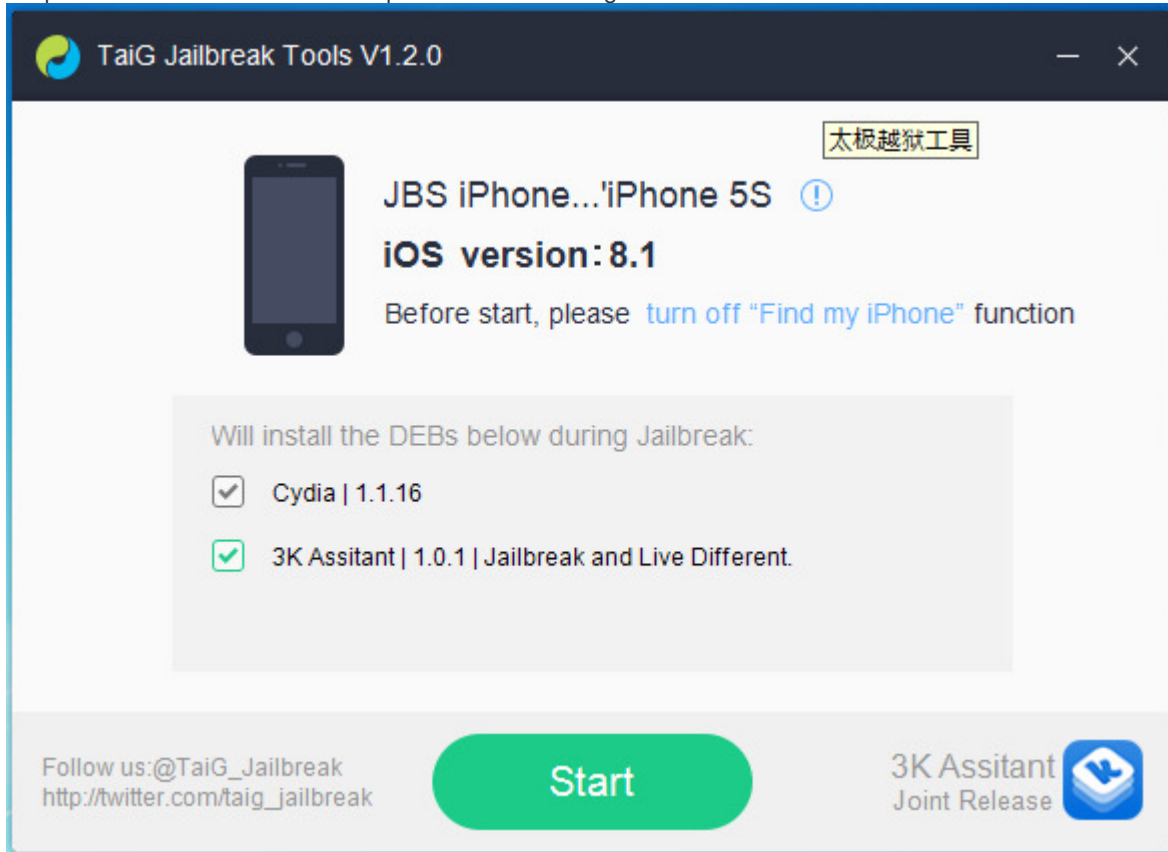 TaiG Jailbreak Tools V1.2.0
太极越狱工具
JBS iPhone...'iPhone 5S
iOS version:8.1
Before start, please turn off “Find my iPhone” function
Will install the DEBs below during Jailbreak:
Cydia | 1.1.16
3K Assitant | 1.0.1 | Jailbreak and Live Different.
Follow us:@TaiG_Jailbreak
http://twitter.com/taig_jailbreak
Start
3K Assitant
Joint Release